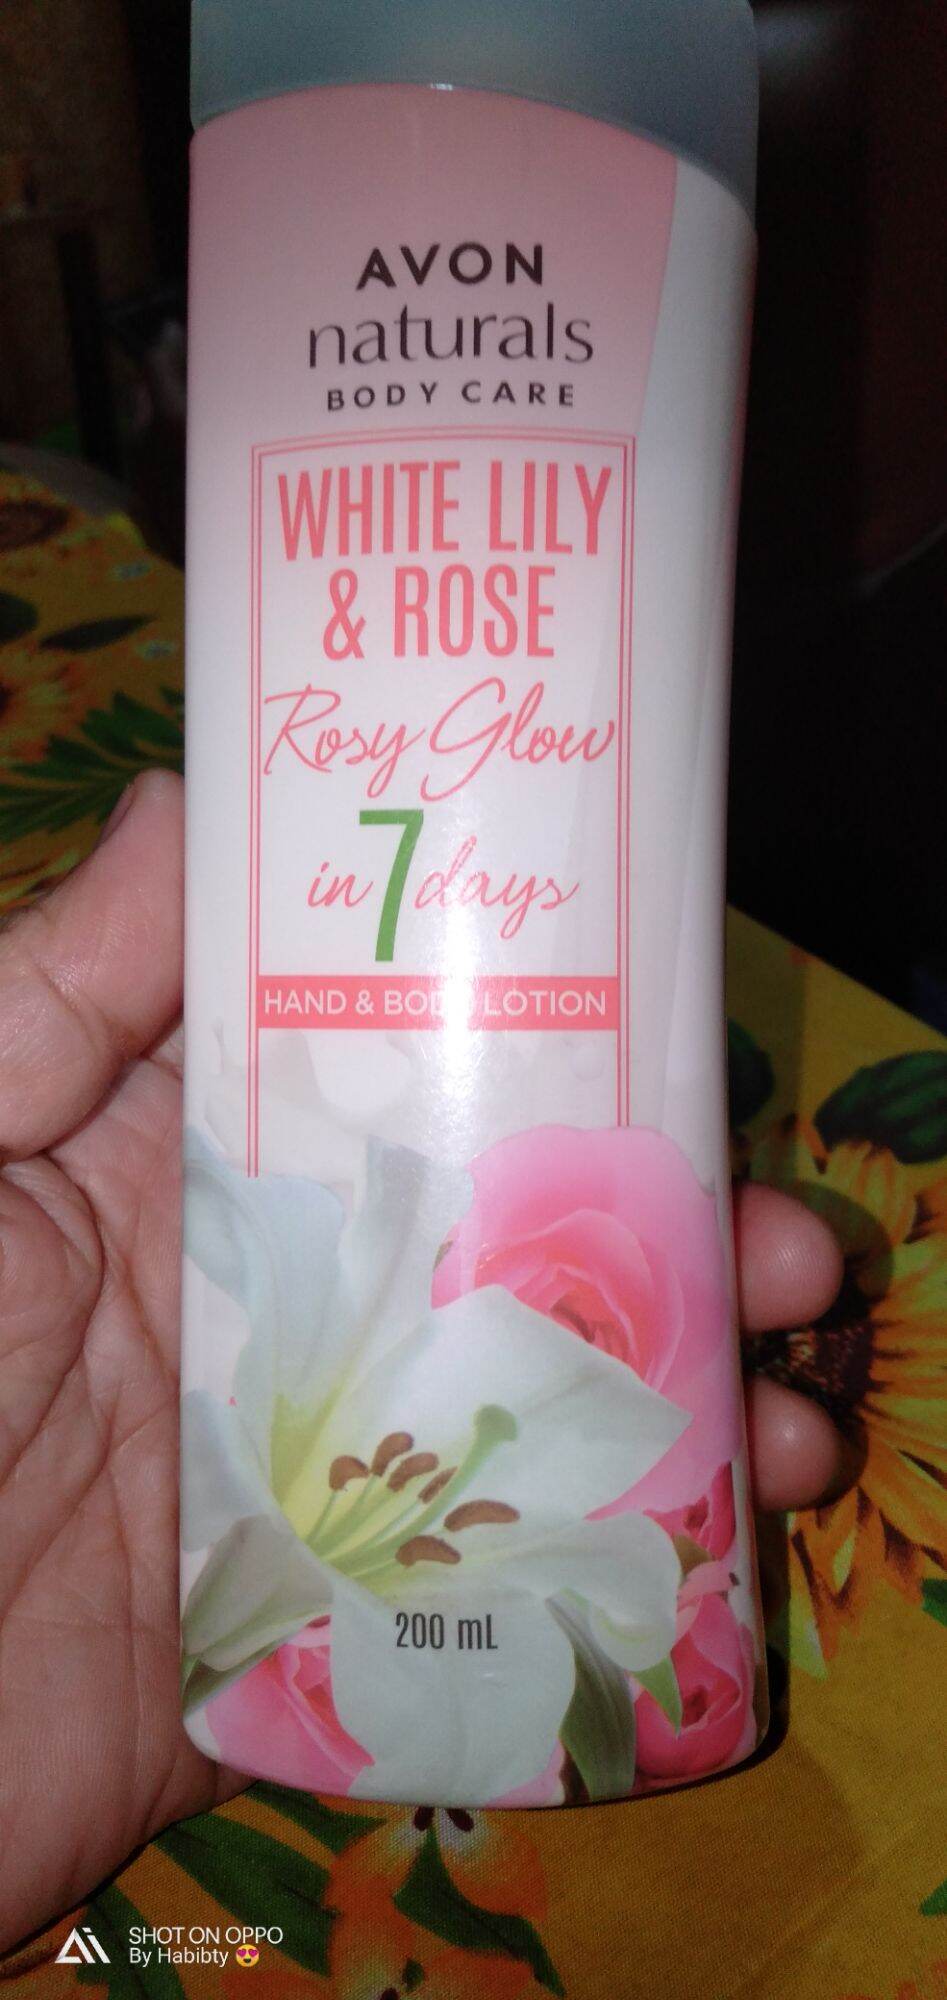 AVON
naturals
BODY CARE
WHITE LILY
& ROSE
Rosy Glow
in 7 days
HAND & BODY LOTION
200 mL
SHOT ON OPPO
By Habibty 😍